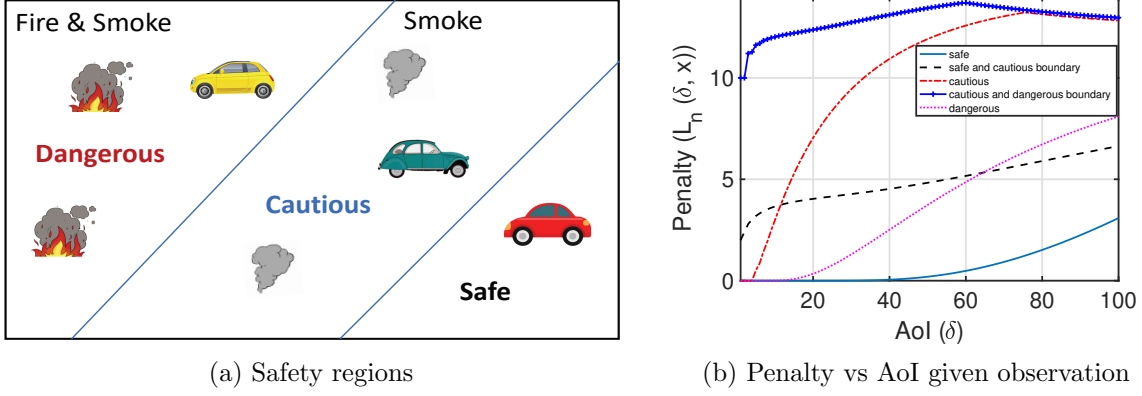 Fire & Smoke
Smoke
Dangerous
Cautious
Safe
(a) Safety regions
Penalty (L_n (δ, x))
10
5
0
safe
safe and cautious boundary
cautious
cautious and dangerous boundary
dangerous
20
40
60
80
100
AoI (δ)
(b) Penalty vs AoI given observation